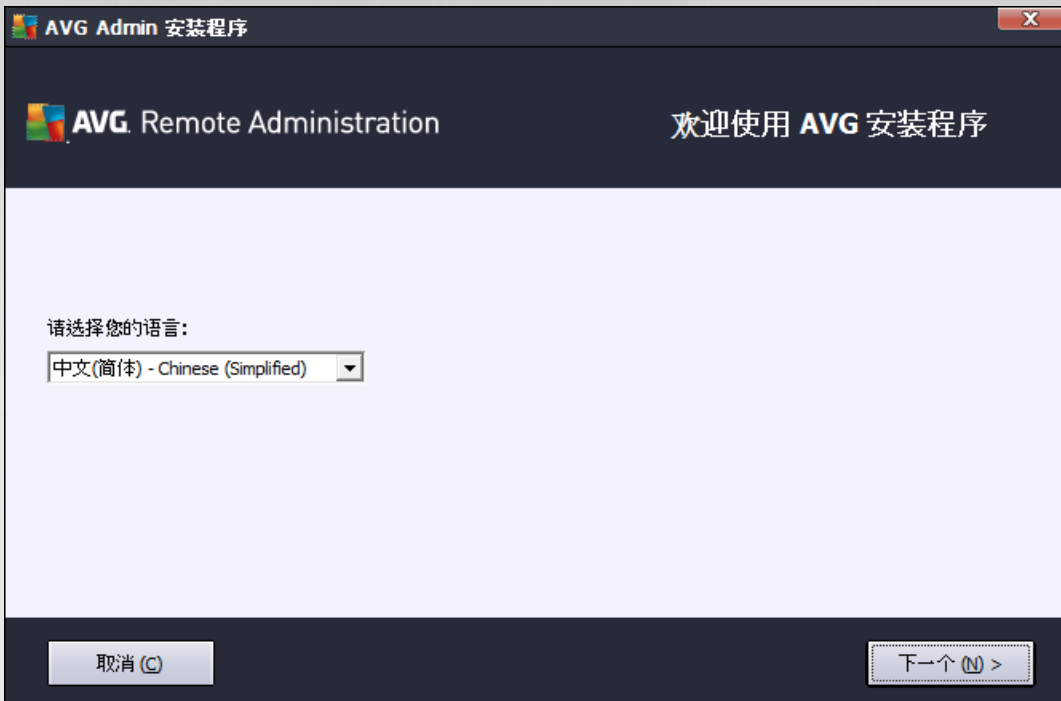 AVG Admin 安装程序
AVG. Remote Administration
欢迎使用 AVG 安装程序
请选择您的语言:
中文(简体) - Chinese (Simplified)
取消 (C)
下一个 (N) >